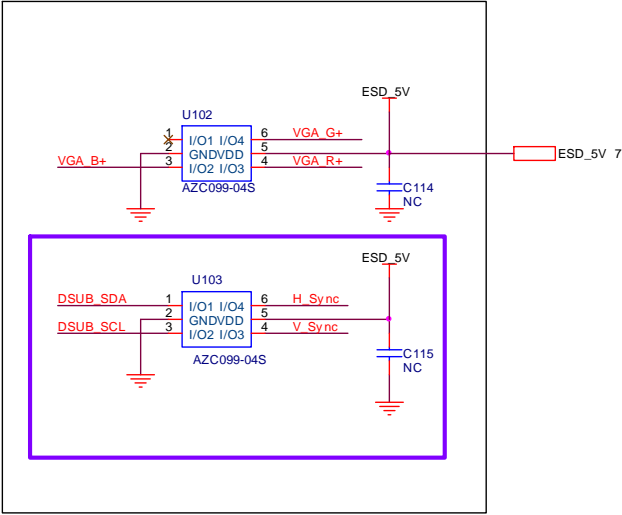 ESD_5V
U102
1 I/O1 I/O4 6 VGA_G+
2 GNDVDD 5
VGA_B+ 3 I/O2 I/O3 4 VGA_R+
ESD_5V 7
AZC099-04S
C114
NC
ESD_5V
U103
DSUB_SDA 1 I/O1 I/O4 6 H_Sync
2 GNDVDD 5
DSUB_SCL 3 I/O2 I/O3 4 V_Sync
AZC099-04S
C115
NC